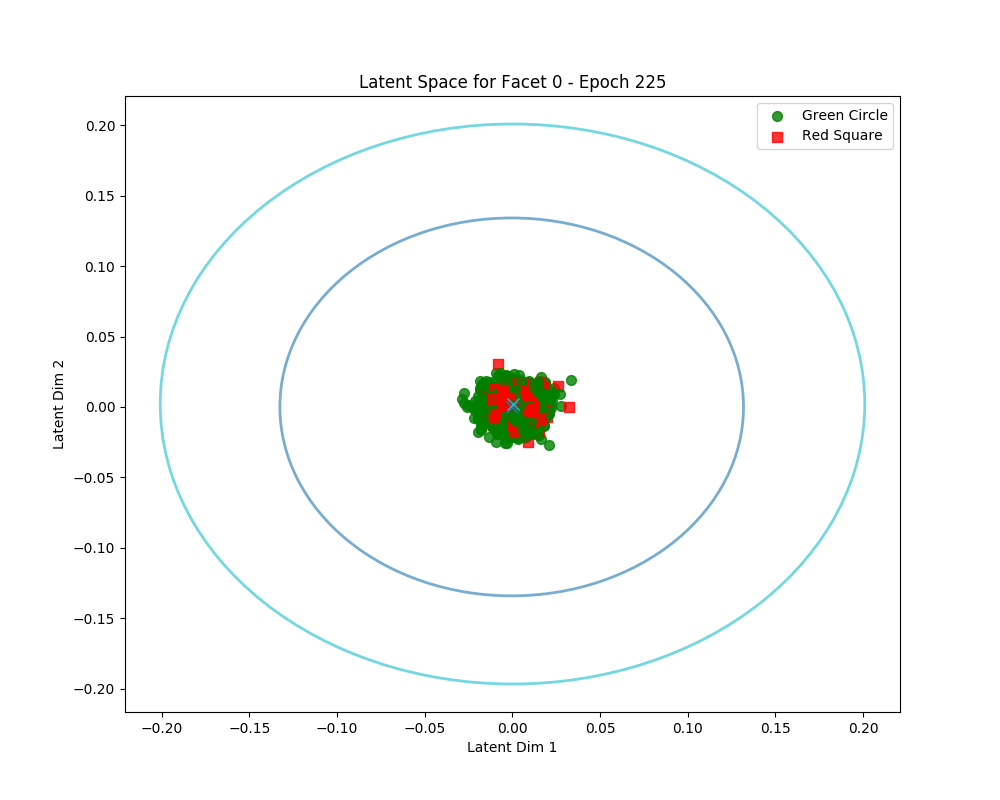 Latent Space for Facet 0 - Epoch 225
Green Circle
Red Square
0.20
0.15
0.10
0.05
0.00
−0.05
−0.10
−0.15
−0.20
Latent Dim 2
−0.20 −0.15 −0.10 −0.05 0.00 0.05 0.10 0.15 0.20
Latent Dim 1